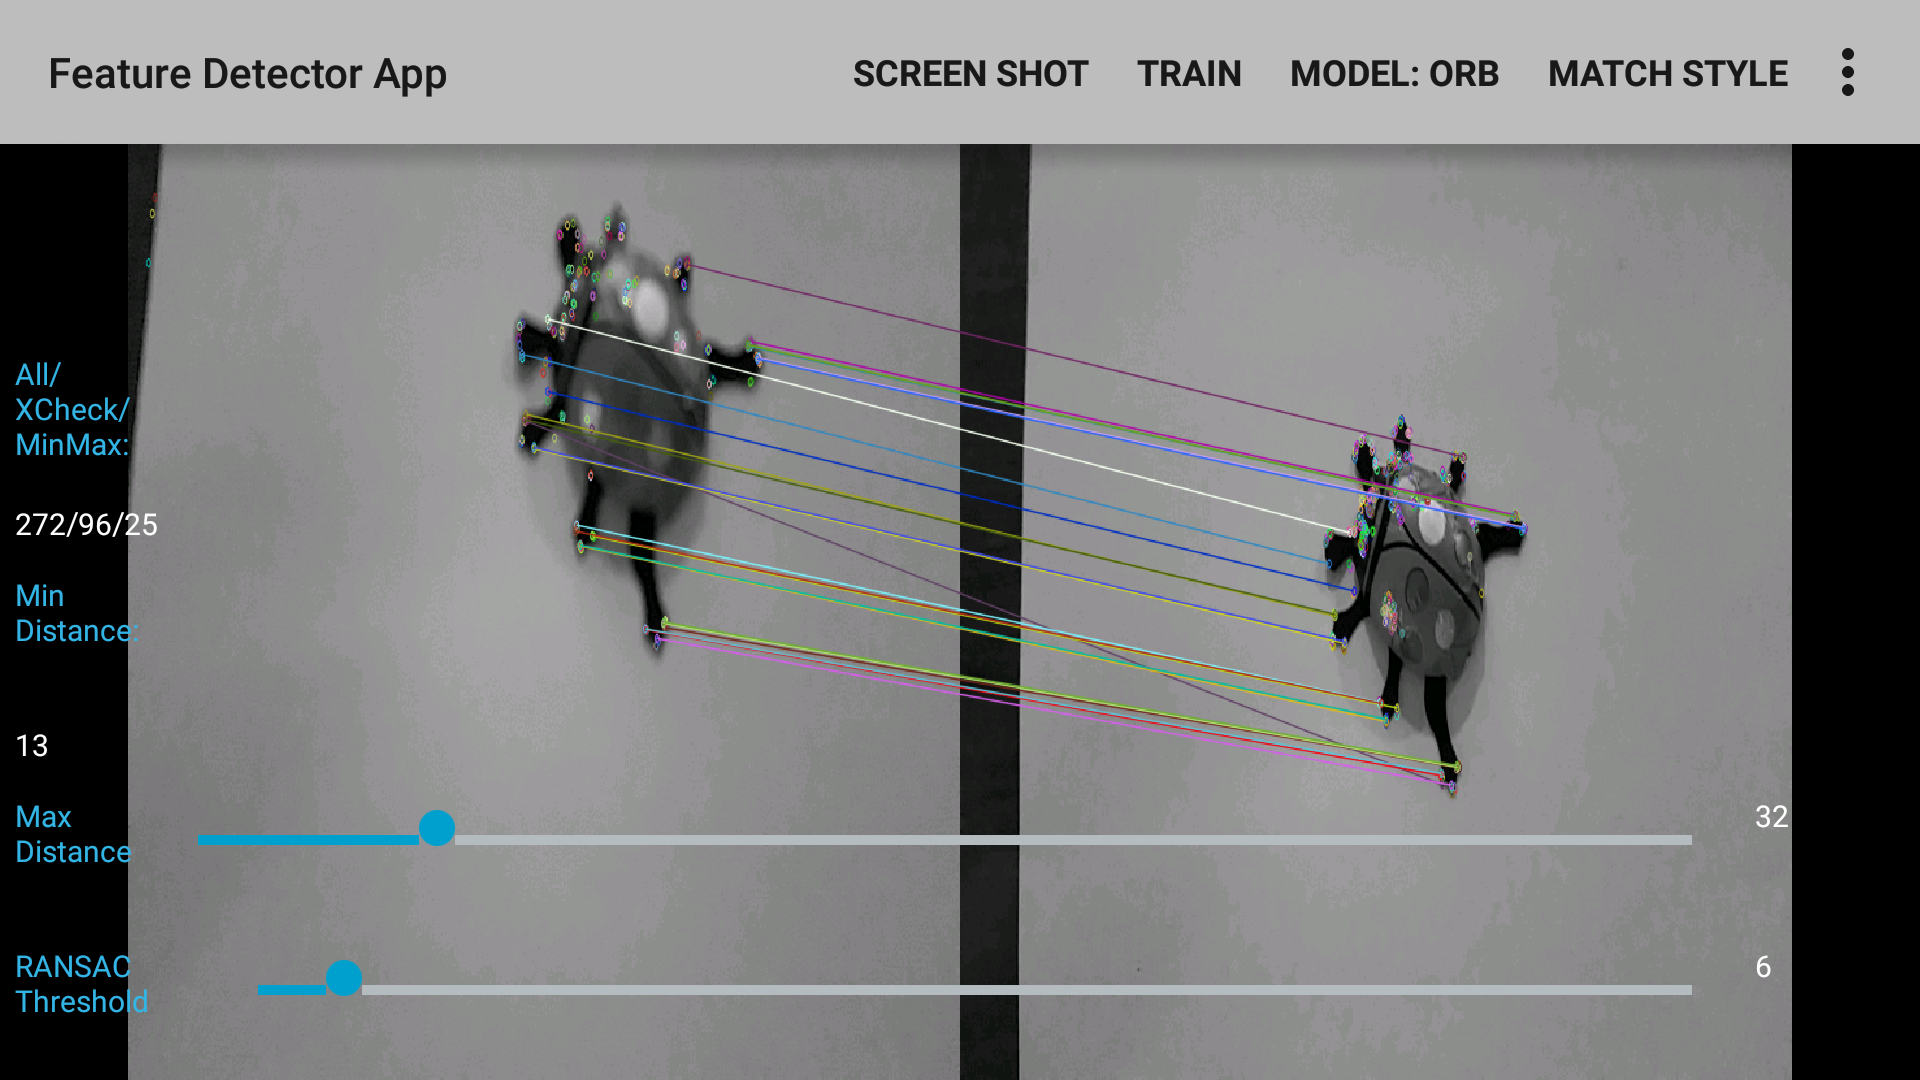 Feature Detector App
SCREEN SHOT
TRAIN
MODEL: ORB
MATCH STYLE
All/
XCheck/
MinMax:
272/96/25
Min
Distance:
13
Max
Distance
32
RANSAC
Threshold
6